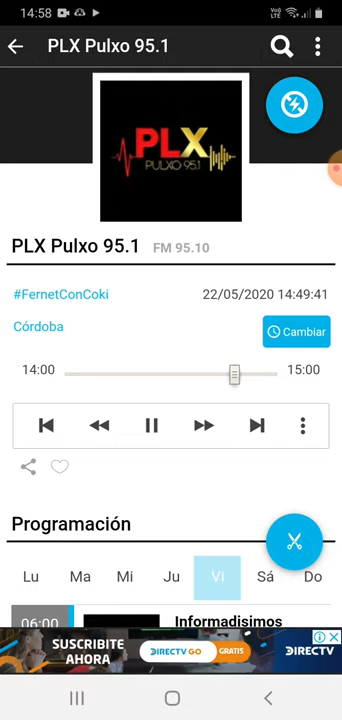 14:58
Vo)) LTE
PLX Pulxo 95.1
PLX
PULXO 95.1
PLX Pulxo 95.1 FM 95.10
#FernetConCoki 22/05/2020 14:49:41
Córdoba Cambiar
14:00 15:00
Programación
Lu Ma Mi Ju Vi Sá Do
06:00 Informadisimos
SUSCRIBITE AHORA DIRECTV GO GRATIS DIRECTV